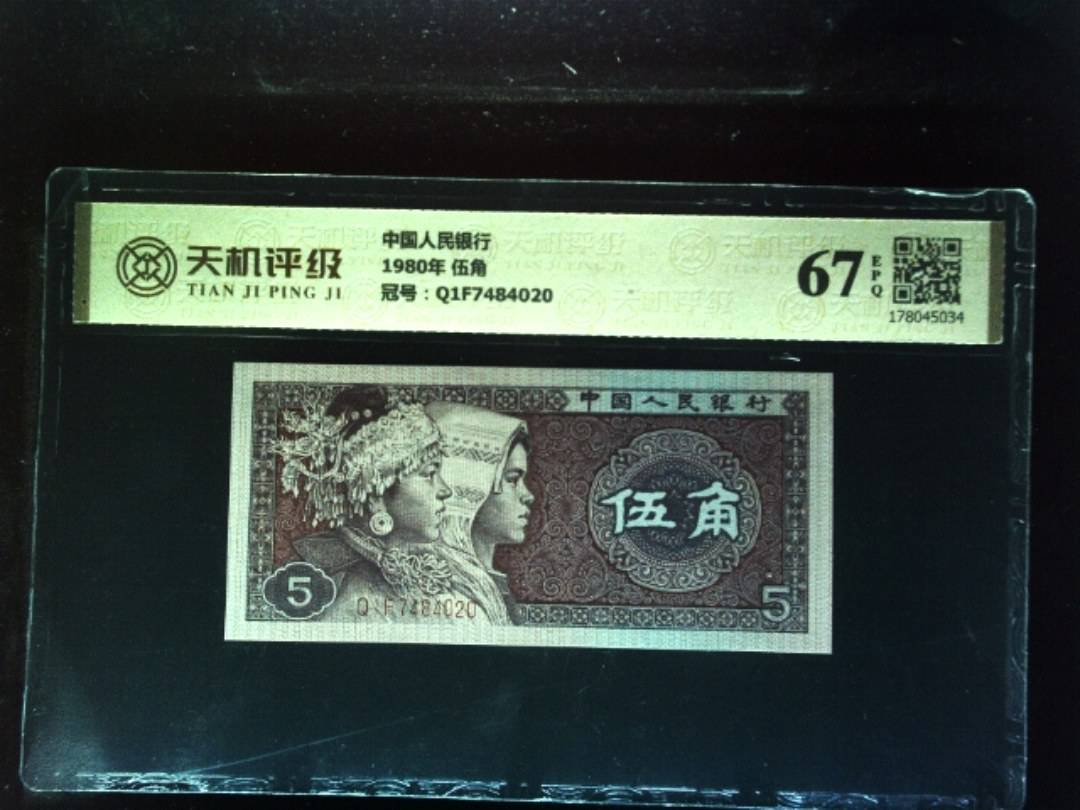 天机评级
TIAN JI PING JI
中国人民银行
1980年 伍角
冠号：Q1F7484020
67
EPQ
178045034
中国人民银行
伍角
5
Q1F7484020
5